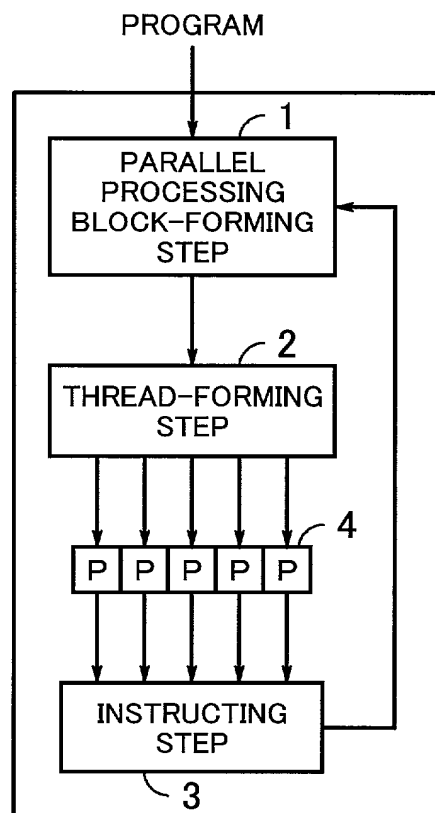 PROGRAM
1
PARALLEL
PROCESSING
BLOCK-FORMING
STEP
2
THREAD-FORMING
STEP
4
P P P P P
INSTRUCTING
STEP
3